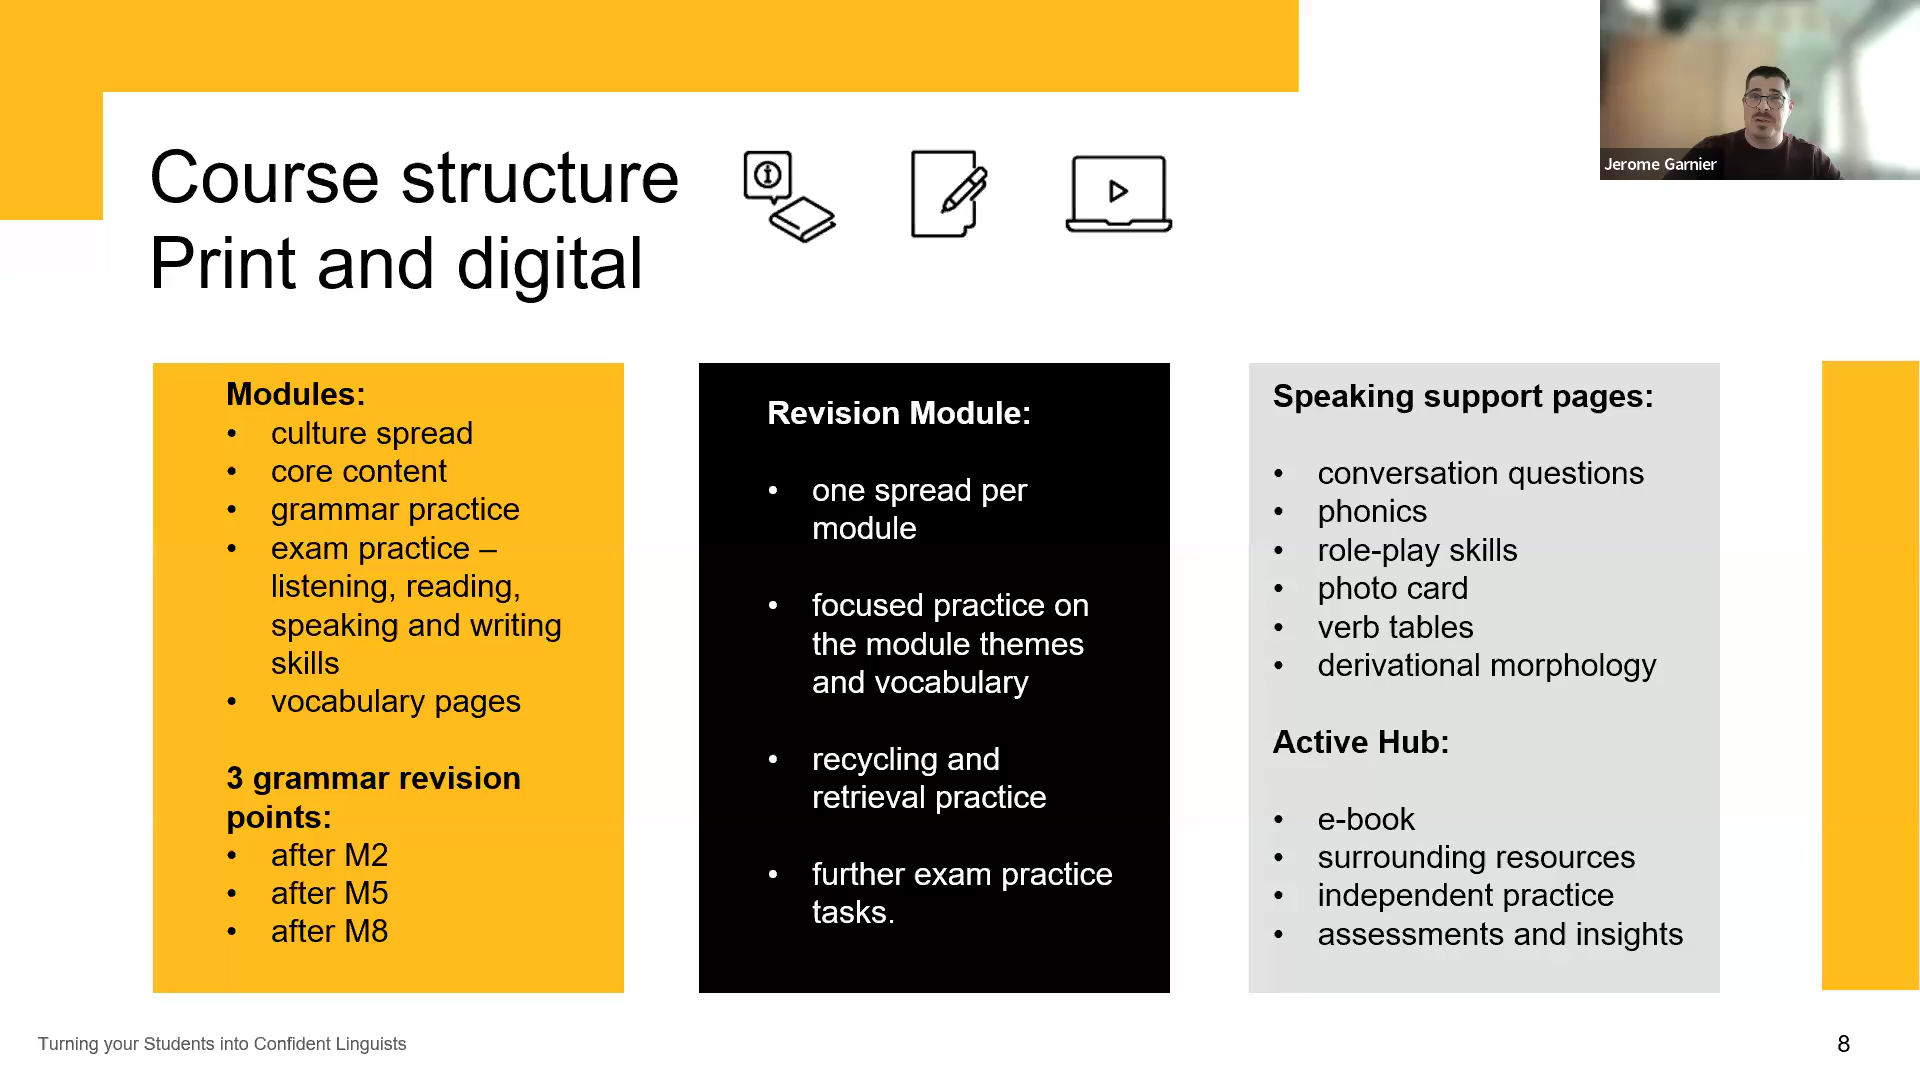 Course structure
Print and digital
Jerome Garnier
Modules:
• culture spread
• core content
• grammar practice
• exam practice –
listening, reading,
speaking and writing
skills
• vocabulary pages
3 grammar revision
points:
• after M2
• after M5
• after M8
Revision Module:
• one spread per
module
• focused practice on
the module themes
and vocabulary
• recycling and
retrieval practice
• further exam practice
tasks.
Speaking support pages:
• conversation questions
• phonics
• role-play skills
• photo card
• verb tables
• derivational morphology
Active Hub:
• e-book
• surrounding resources
• independent practice
• assessments and insights
Turning your Students into Confident Linguists
8